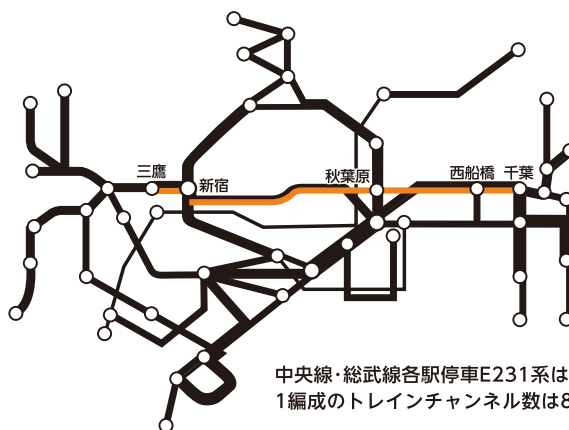 三鷹
新宿
秋葉原
西船橋
千葉
中央線・総武線各駅停車E231系は
1編成のトレインチャンネル数は8